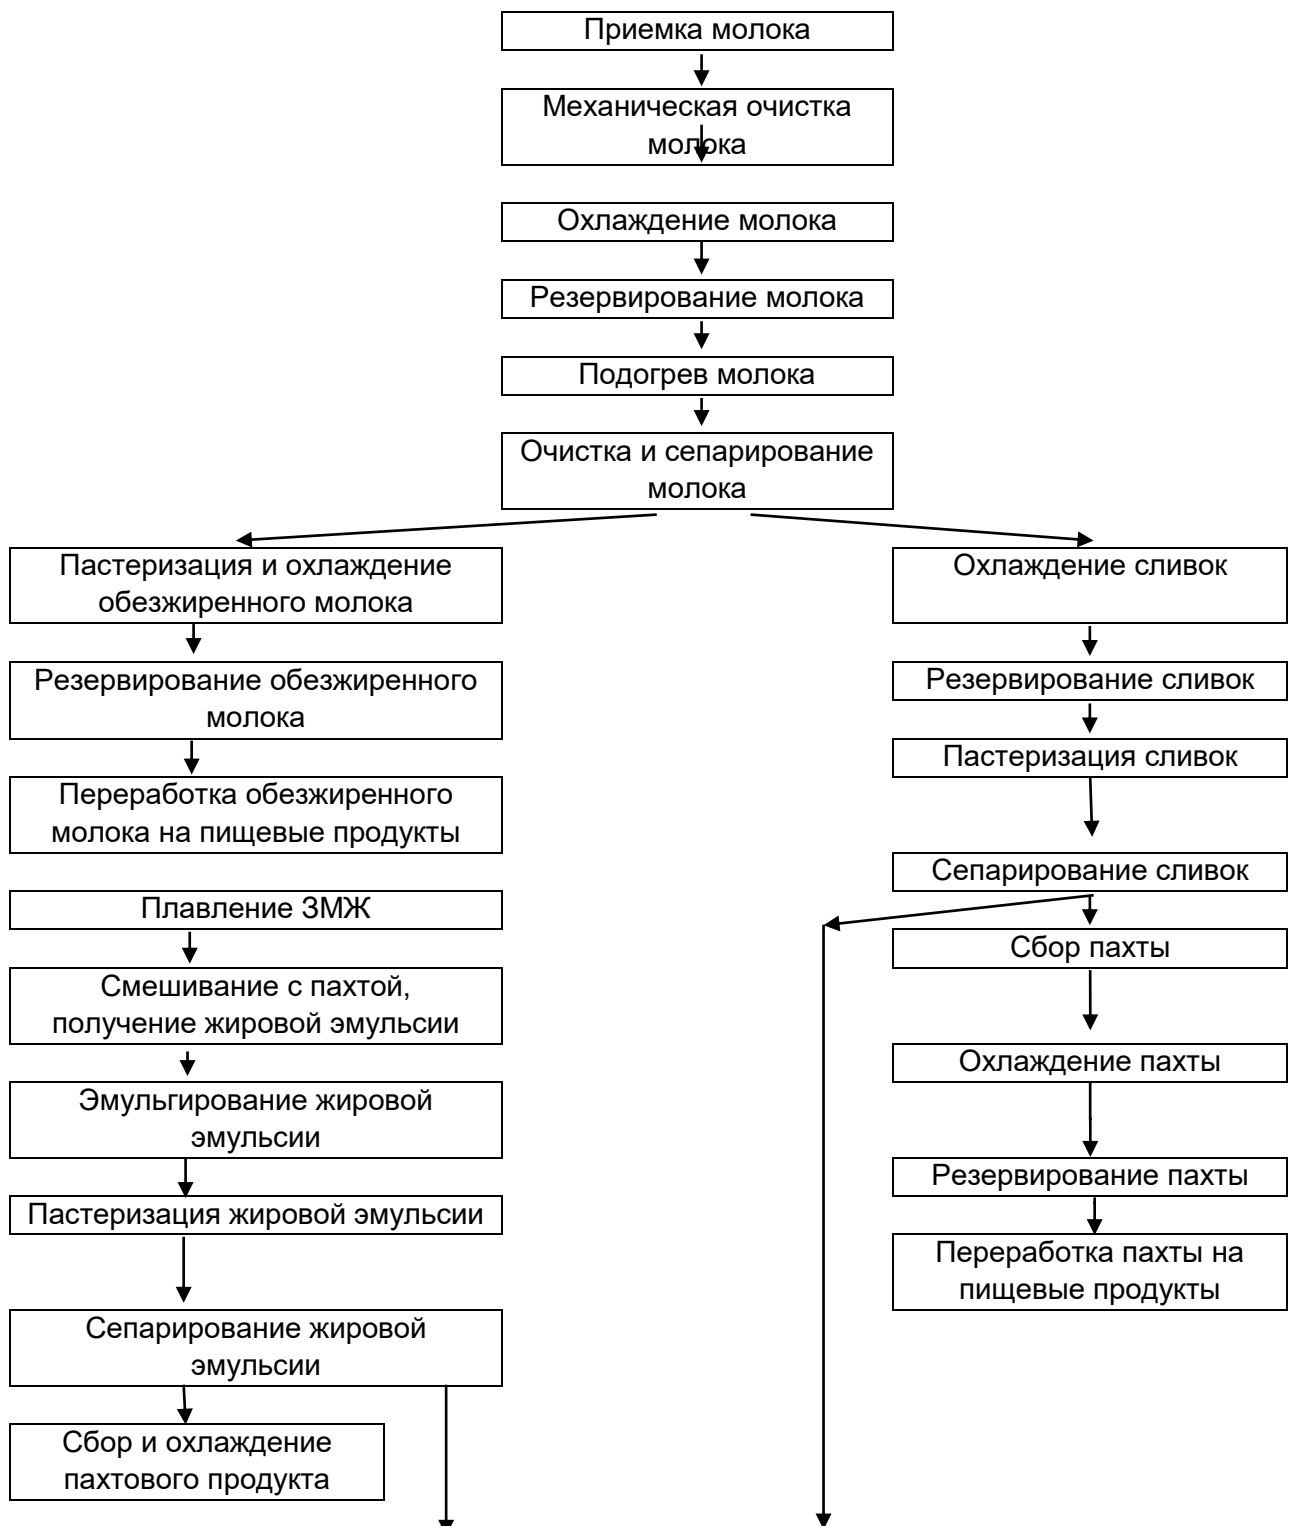 Приемка молока
Механическая очистка
молока
Охлаждение молока
Резервирование молока
Подогрев молока
Очистка и сепарирование
молока
Пастеризация и охлаждение
обезжиренного молока
Резервирование обезжиренного
молока
Переработка обезжиренного
молока на пищевые продукты
Плавление ЗМЖ
Смешивание с пахтой,
получение жировой эмульсии
Эмульгирование жировой
эмульсии
Пастеризация жировой эмульсии
Сепарирование жировой
эмульсии
Сбор и охлаждение
пахтового продукта
Охлаждение сливок
Резервирование сливок
Пастеризация сливок
Сепарирование сливок
Сбор пахты
Охлаждение пахты
Резервирование пахты
Переработка пахты на
пищевые продукты